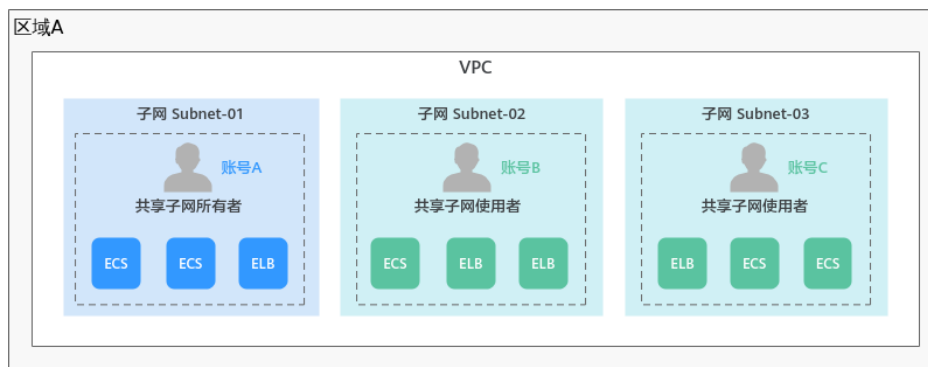 区域A
VPC
子网 Subnet-01
账号A
共享子网所有者
ECS ECS ELB
子网 Subnet-02
账号B
共享子网使用者
ECS ELB ELB
子网 Subnet-03
账号C
共享子网使用者
ELB ECS ECS